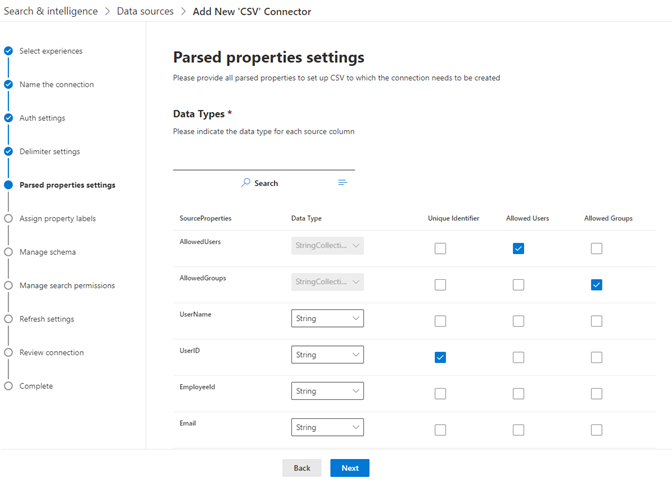 Search & intelligence > Data sources > Add New 'CSV' Connector
Select experiences
Name the connection
Auth settings
Delimiter settings
Parsed properties settings
Assign property labels
Manage schema
Manage search permissions
Refresh settings
Review connection
Complete
Parsed properties settings
Please provide all parsed properties to set up CSV to which the connection needs to be created
Data Types *
Please indicate the data type for each source column
Search
SourceProperties Data Type Unique Identifier Allowed Users Allowed Groups
AllowedUsers StringCollecti...
AllowedGroups StringCollecti...
UserName String
UserID String
EmployeeId String
Email String
Back Next